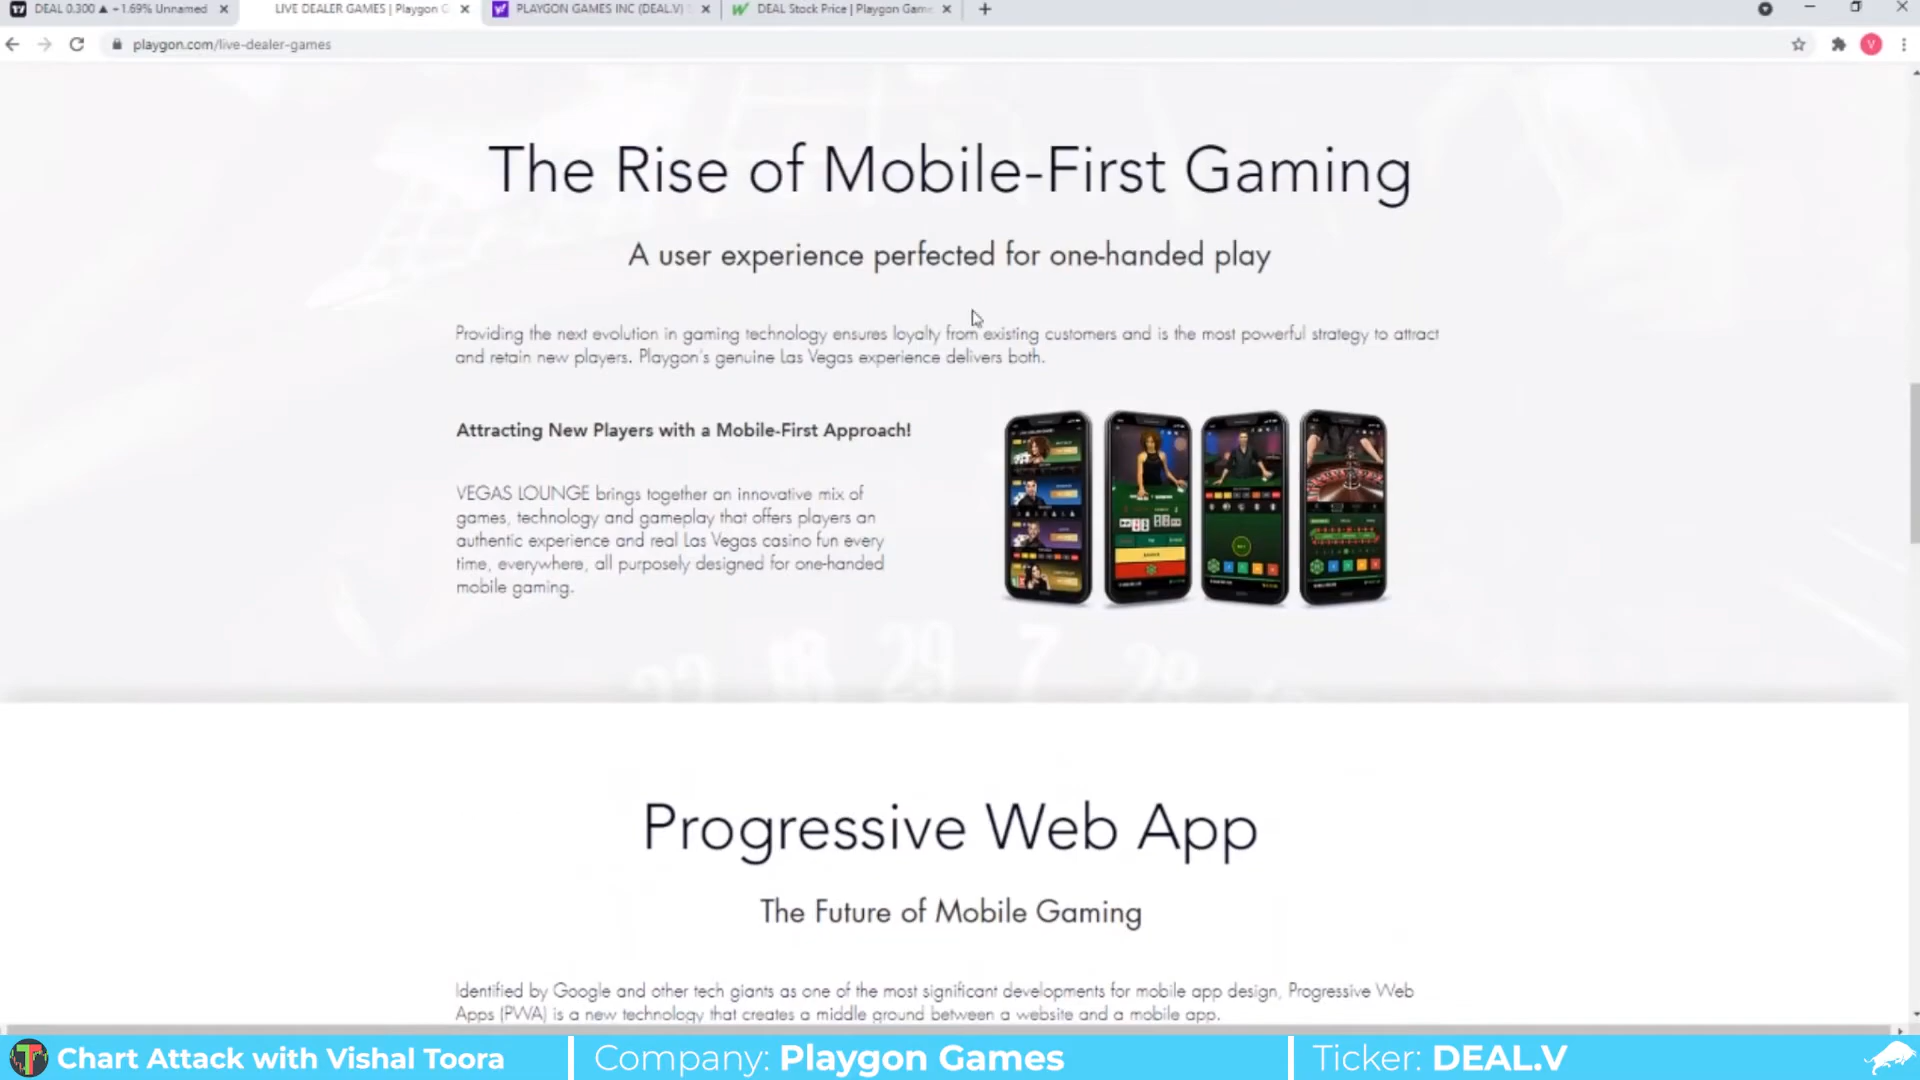 DEAL 0.300 ▲ +1.69% Unnamed
LIVE DEALER GAMES | Playgon G
PLAYGON GAMES INC (DEAL.V)
DEAL Stock Price | Playgon Game
playgon.com/live-dealer-games
V
The Rise of Mobile-First Gaming
A user experience perfected for one-handed play
Providing the next evolution in gaming technology ensures loyalty from existing customers and is the most powerful strategy to attract
and retain new players. Playgon's genuine Las Vegas experience delivers both.
Attracting New Players with a Mobile-First Approach!
VEGAS LOUNGE brings together an innovative mix of
games, technology and gameplay that offers players an
authentic experience and real Las Vegas casino fun every
time, everywhere, all purposely designed for one-handed
mobile gaming.
29 7
Progressive Web App
The Future of Mobile Gaming
Identified by Google and other tech giants as one of the most significant developments for mobile app design, Progressive Web
Apps (PWA) is a new technology that creates a middle ground between a website and a mobile app.
Chart Attack with Vishal Toora
Company: Playgon Games
Ticker: DEAL.V